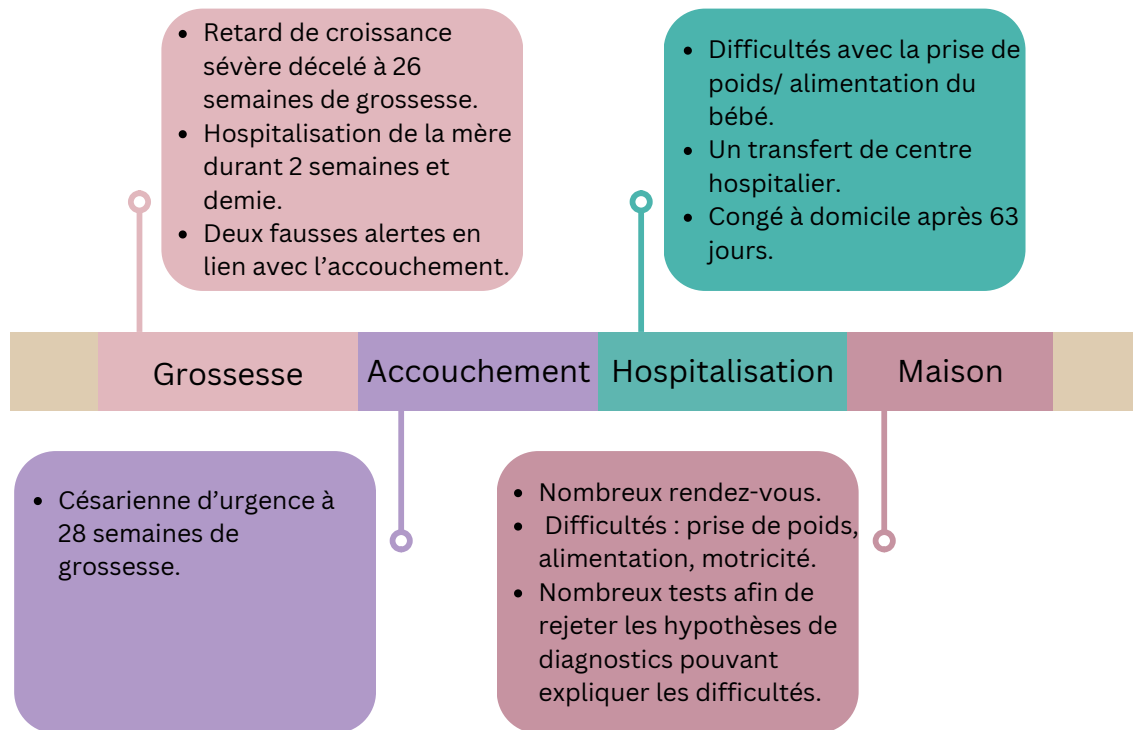 • Retard de croissance
sévère décelé à 26
semaines de grossesse.
• Hospitalisation de la mère
durant 2 semaines et
demie.
• Deux fausses alertes en
lien avec l’accouchement.
• Difficultés avec la prise de
poids/ alimentation du
bébé.
• Un transfert de centre
hospitalier.
• Congé à domicile après 63
jours.
Grossesse
Accouchement
Hospitalisation
Maison
• Césarienne d’urgence à
28 semaines de
grossesse.
• Nombreux rendez-vous.
• Difficultés : prise de poids,
alimentation, motricité.
• Nombreux tests afin de
rejeter les hypothèses de
diagnostics pouvant
expliquer les difficultés.